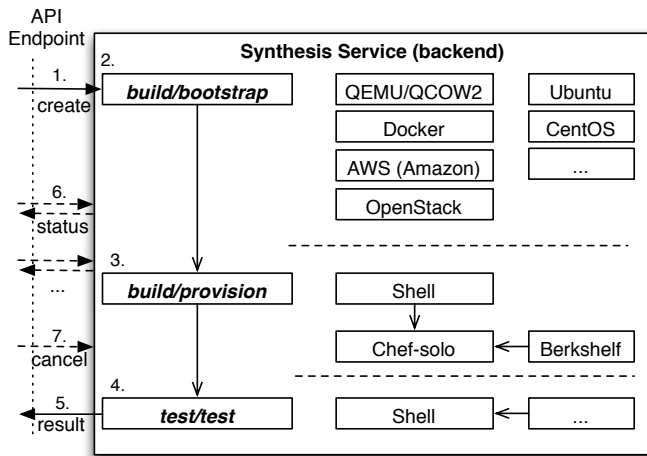 API
Endpoint
Synthesis Service (backend)
1.
create
2.
build/bootstrap
QEMU/QCOW2
Ubuntu
Docker
CentOS
AWS (Amazon)
...
OpenStack
6.
status
...
3.
build/provision
Shell
7.
cancel
Chef-solo
Berkshelf
4.
5.
result
test/test
Shell
...